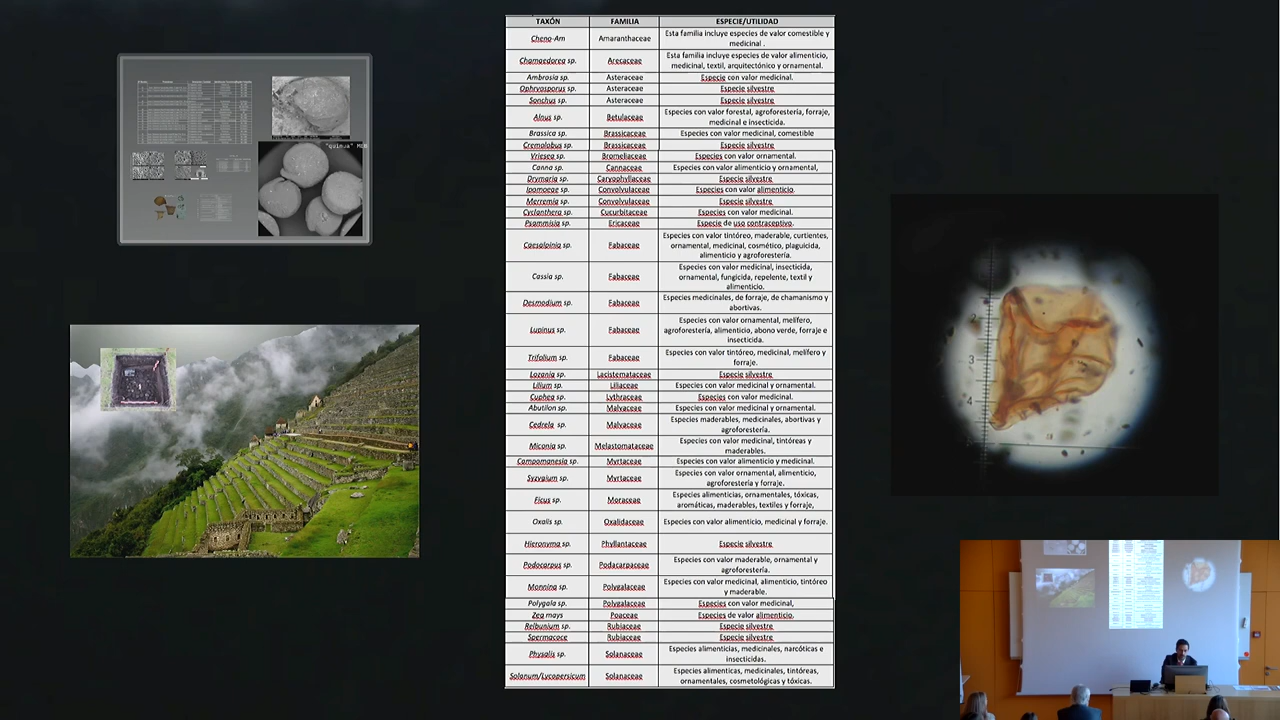 TAXÓN FAMILIA ESPECIE/UTILIDAD
Cheno-Am Amaranthaceae Esta familia incluye especies de valor comestible y
medicinal .
Chamaedorea sp. Arecaceae Esta familia incluye especies de valor alimenticio,
medicinal, textil, arquitectónico y ornamental.
Ambrosia sp. Asteraceae Especie con valor medicinal.
Ophryosporus sp. Asteraceae Especie silvestre
Sonchus sp. Asteraceae Especie silvestre
Alnus sp. Betulaceae Especies con valor forestal, agroforestería, forraje,
medicinal e insecticida.
Brassica sp. Brassicaceae Especies con valor medicinal, comestible
Cremolobus sp. Brassicaceae Especie silvestre
Vriesea sp. Bromeliaceae Especies con valor ornamental.
Canna sp. Cannaceae Especies con valor alimenticio y ornamental,
Drymaria sp. Caryophyllaceae Especie silvestre
Ipomoeae sp. Convolvulaceae Especies con valor alimenticio.
Merremia sp. Convolvulaceae Especie silvestre
Cyclanthera sp. Cucurbitaceae Especies con valor medicinal.
Psammisia sp. Ericaceae Especie de uso contraceptivo.
Caesalpinia sp. Fabaceae Especies con valor tintóreo, maderable, curtientes,
ornamental, medicinal, cosmético, plaguicida,
alimenticio y agroforestería.
Cassia sp. Fabaceae Especies con valor medicinal, insecticida,
ornamental, fungicida, repelente, textil y
alimenticio.
Desmodium sp. Fabaceae Especies medicinales, de forraje, de chamanismo y
abortivas.
Lupinus sp. Fabaceae Especies con valor ornamental, melífero,
agroforestería, alimenticio, abono verde, forraje e
insecticida.
Trifolium sp. Fabaceae Especies con valor tintóreo, medicinal, melífero y
forraje.
Lozania sp. Lacistemataceae Especie silvestre
Lilium sp. Liliaceae Especies con valor medicinal y ornamental.
Cuphea sp. Lythraceae Especies con valor medicinal.
Abutilon sp. Malvaceae Especies con valor medicinal y ornamental.
Cedrela sp. Malvaceae Especies maderables, medicinales, abortivas y
agroforestería.
Miconia sp. Melastomataceae Especies con valor medicinal, tintóreas y
maderables.
Campomanesia sp. Myrtaceae Especies con valor alimenticio y medicinal.
Syzygium sp. Myrtaceae Especies con valor ornamental, alimenticio,
agroforestería y forraje.
Ficus sp. Moraceae Especies alimenticias, ornamentales, tóxicas,
aromáticas, maderables, textiles y forraje,
Oxalis sp. Oxalidaceae Especies con valor alimenticio, medicinal y forraje.
Hieronyma sp. Phyllantaceae Especie silvestre
Podocarpus sp. Podacarpaceae Especies con valor maderable, ornamental y
agroforestería.
Monnina sp. Polygalaceae Especies con valor medicinal, alimenticio, tintóreo
y maderable.
Polygala sp. Polygalaceae Especies con valor medicinal,
Zea mays Poaceae Especies de valor alimenticio.
Relbunium sp. Rubiaceae Especie silvestre
Spermacoce Rubiaceae Especie silvestre
Physalis sp. Solanaceae Especies alimenticias, medicinales, narcóticas e
insecticidas.
Solanum/Lycopersicum Solanaceae Especies alimenticas, medicinales, tintóreas,
ornamentales, cosmetológicas y tóxicas.
"quinua"
2
3
4